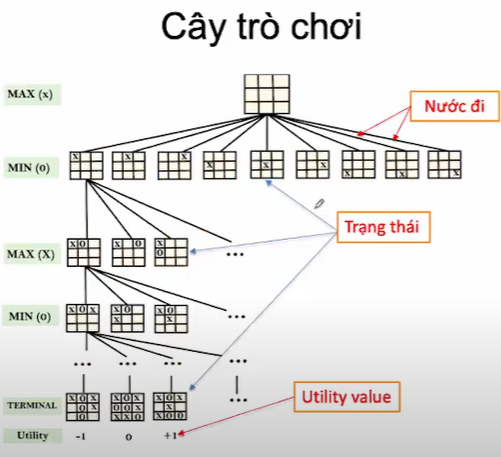 Cây trò chơi
MAX (x)
Nước đi
MIN (o)
X X X X X X X X X
Trạng thái
MAX (X)
X O X O X
O
...
MIN (o)
X O X X O X O
X X
...
... ... ... ...
TERMINAL
X O X X O X X O X
O X O O X X
O X X O X O O
...
Utility value
Utility -1 0 +1